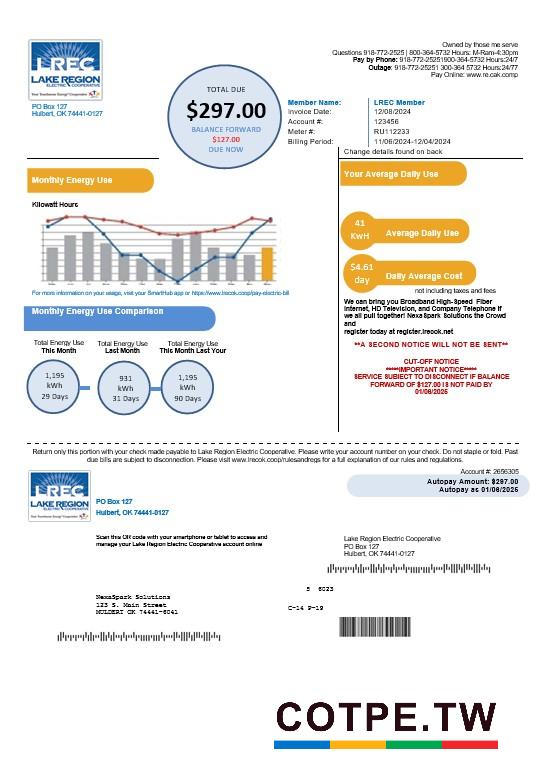 LREC
LAKE REGION
ELECTRIC COOPERATIVE
Your Touchstone Energy® Cooperative
PO Box 127
Hulbert, OK 74441-0127
TOTAL DUE
$297.00
BALANCE FORWARD
$127.00
DUE NOW
Owned by those me serve
Questions 918-772-2525 | 800-364-5732 Hours: M-Ram-4:30pm
Pay by Phone: 918-772-25251900-364-5732 Hours:24/7
Outage: 918-772-25251 300-364 5732 Hours:24/77
Pay Online: www.re.oak.comp
Member Name: LREC Member
Invoice Date: 12/08/2024
Account #: 123456
Meter #: RU112233
Billing Period: 11/06/2024-12/04/2024
Change details found on back
Monthly Energy Use
Kilowatt Hours
For more information on your usage, visit your SmartHub app or https://www.lrecok.coop/pay-electric-bill
Monthly Energy Use Comparison
Total Energy Use
This Month
Total Energy Use
Last Month
Total Energy Use
This Month Last Year
1,195
kWh
29 Days
931
kWh
31 Days
1,195
kWh
90 Days
Your Average Daily Use
41
KwH
Average Daily Use
$4.61
day
Daily Average Cost
not including taxes and fees
We can bring you Broadband High-Speed Fiber
Internet, HD Television, and Company Telephone if
we all pull together! NexaSpark Solutions the Crowd
and
register today at register.lreok.net
**A SECOND NOTICE WILL NOT BE SENT**
CUT-OFF NOTICE
*****IMPORTANT NOTICE*****
SERVICE SUBJECT TO DISCONNECT IF BALANCE
FORWARD OF $127.00 IS NOT PAID BY
01/08/2025
Return only this portion with your check made payable to Lake Region Electric Cooperative. Please write your account number on your check. Do not staple or fold. Past
due bills are subject to disconnection. Please visit www.lrecok.coop/rulesandregs for a full explanation of our rules and regulations.
LREC
LAKE REGION
ELECTRIC COOPERATIVE
Your Touchstone Energy® Cooperative
PO Box 127
Hulbert, OK 74441-0127
Account #: 2656305
Autopay Amount: $297.00
Autopay as 01/08/2025
Scan this QR code with your smartphone or tablet to access and
manage your Lake Region Electric Cooperative account online
Lake Region Electric Cooperative
PO Box 127
Hulbert, OK 74441-0127
5 6023
C-14 P-19
NexaSpark Solutions
123 S. Main Street
MULDERT OK 74441-6041
COTPE.TW